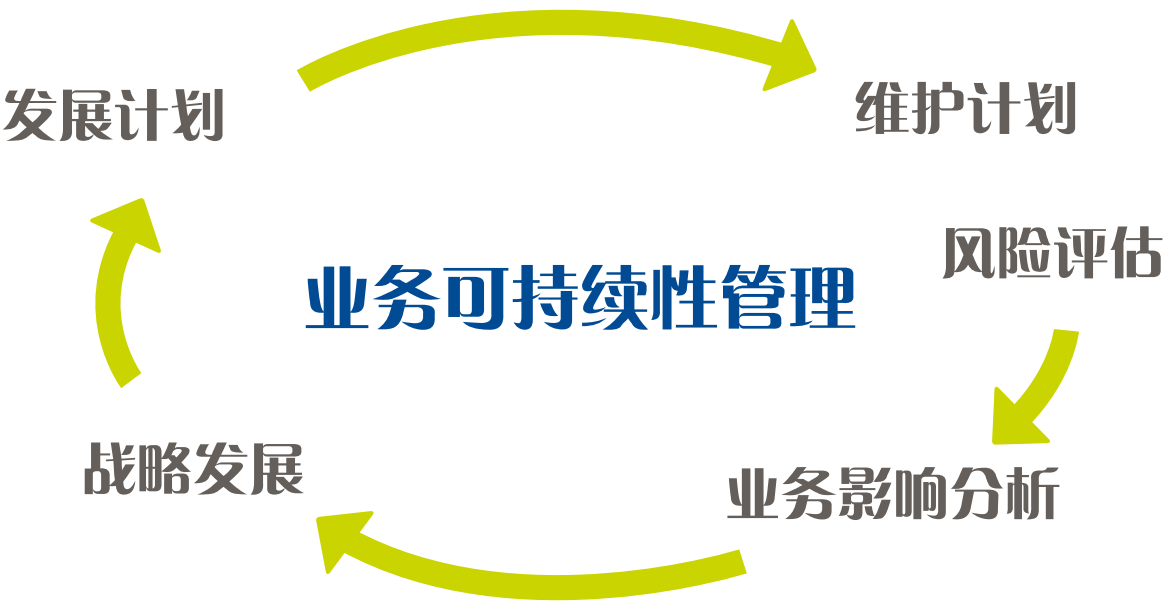 发展计划
维护计划
风险评估
业务可持续性管理
战略发展
业务影响分析